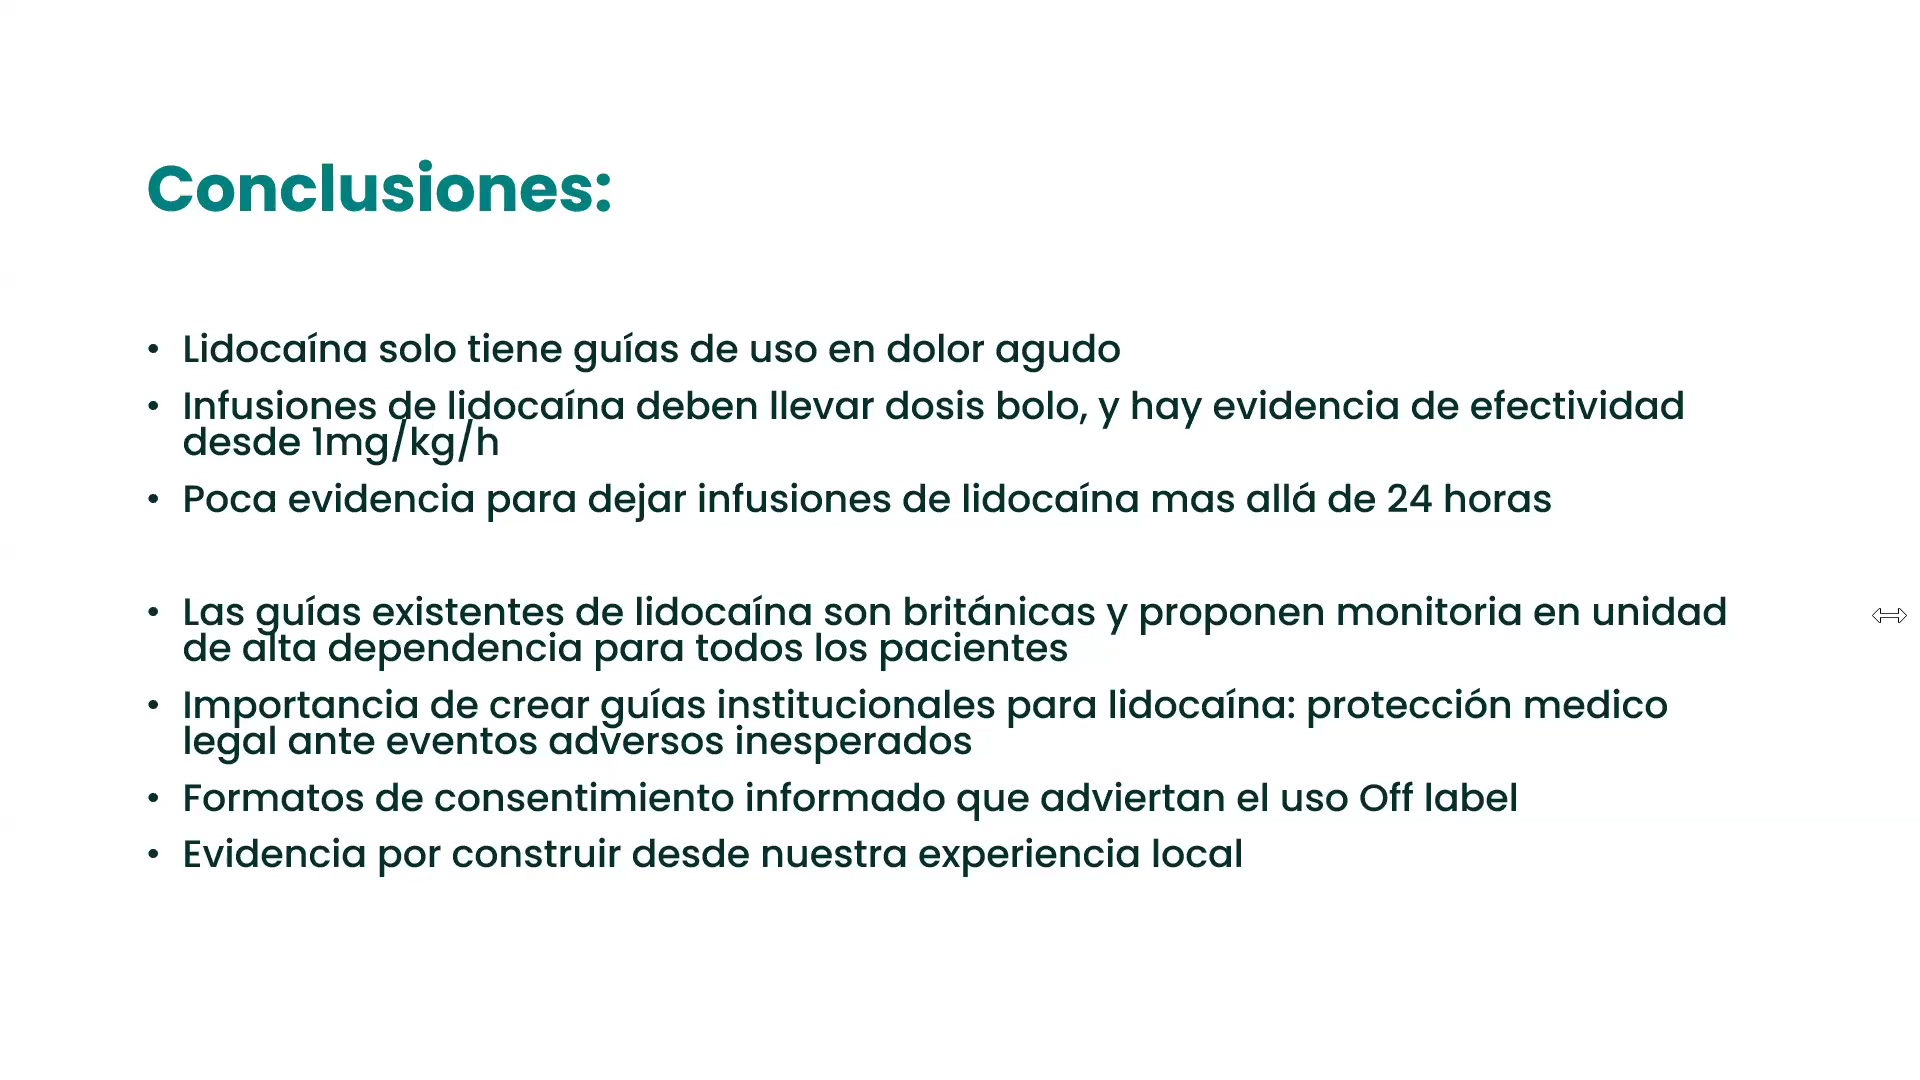 Conclusiones:
• Lidocaína solo tiene guías de uso en dolor agudo
• Infusiones de lidocaína deben llevar dosis bolo, y hay evidencia de efectividad
desde 1mg/kg/h
• Poca evidencia para dejar infusiones de lidocaína mas allá de 24 horas
• Las guías existentes de lidocaína son británicas y proponen monitoria en unidad
de alta dependencia para todos los pacientes
• Importancia de crear guías institucionales para lidocaína: protección medico
legal ante eventos adversos inesperados
• Formatos de consentimiento informado que adviertan el uso Off label
• Evidencia por construir desde nuestra experiencia local